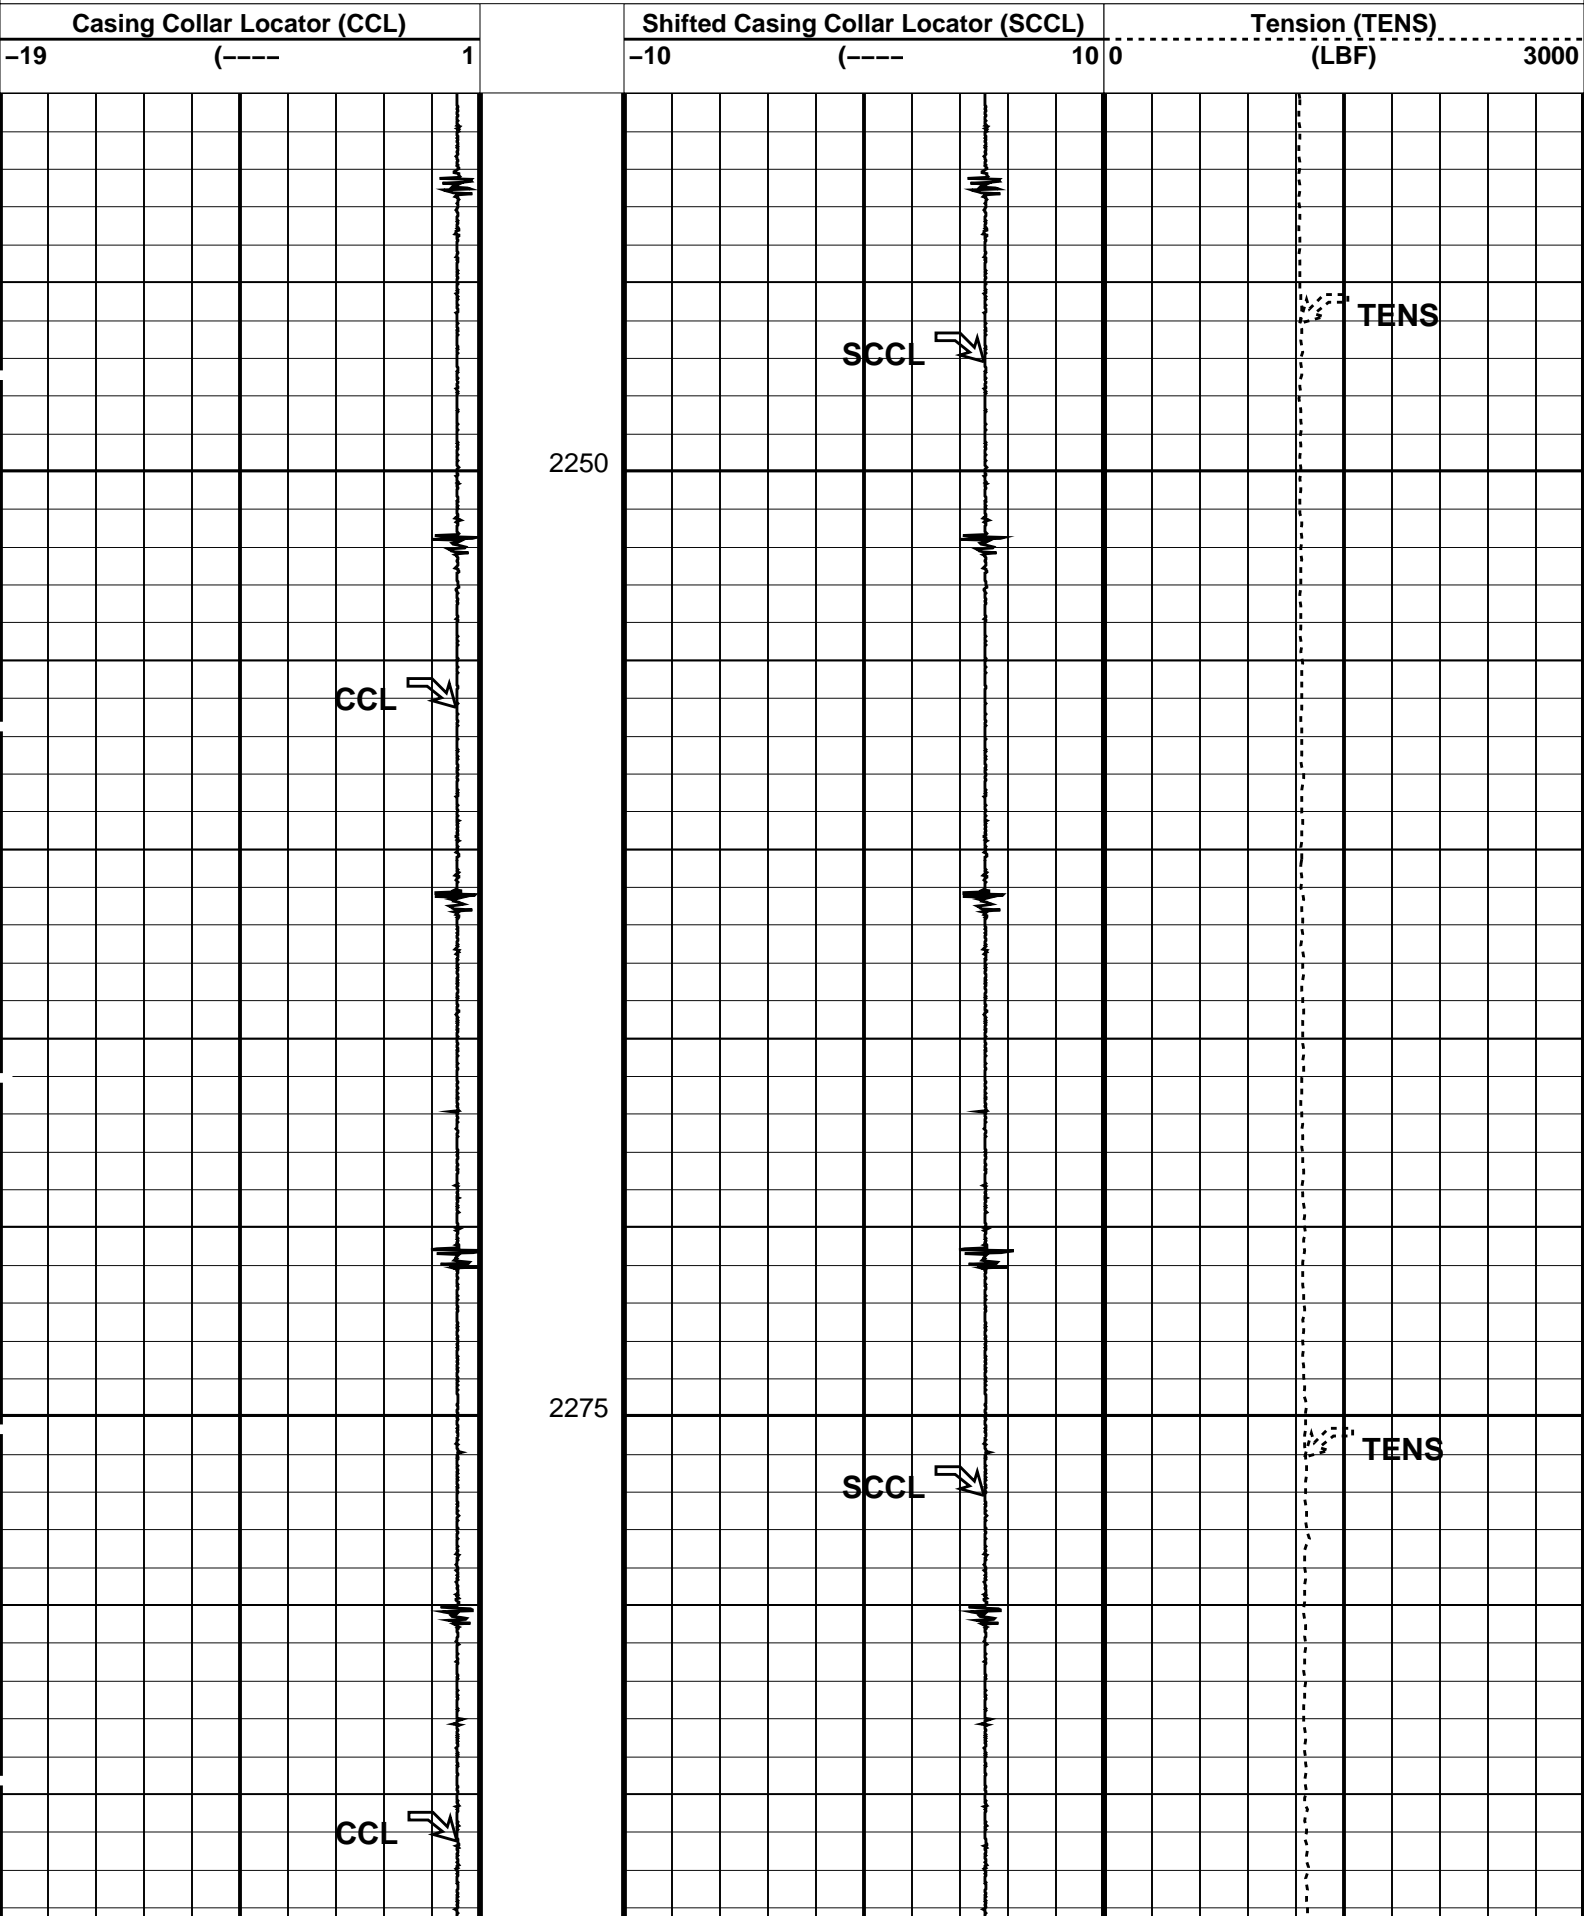 Casing Collar Locator (CCL)
−19 (−−−− 1
Shifted Casing Collar Locator (SCCL)
−10 (−−−− 10
Tension (TENS)
0 (LBF) 3000
TENS
SCCL
2250
CCL
2275
TENS
SCCL
CCL